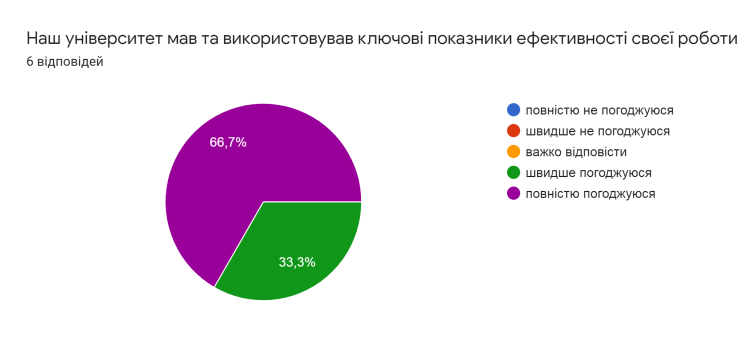 Наш університет мав та використовував ключові показники ефективності своєї роботи
6 відповідей
66,7%
33,3%
повністю не погоджуюся
швидше не погоджуюся
важко відповісти
швидше погоджуюся
повністю погоджуюся